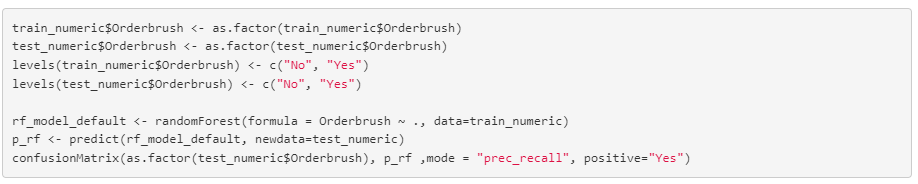 train_numeric$Orderbrush <- as.factor(train_numeric$Orderbrush)
test_numeric$Orderbrush <- as.factor(test_numeric$Orderbrush)
levels(train_numeric$Orderbrush) <- c("No", "Yes")
levels(test_numeric$Orderbrush) <- c("No", "Yes")
rf_model_default <- randomForest(formula = Orderbrush ~ ., data=train_numeric)
p_rf <- predict(rf_model_default, newdata=test_numeric)
confusionMatrix(as.factor(test_numeric$Orderbrush), p_rf ,mode = "prec_recall", positive="Yes")